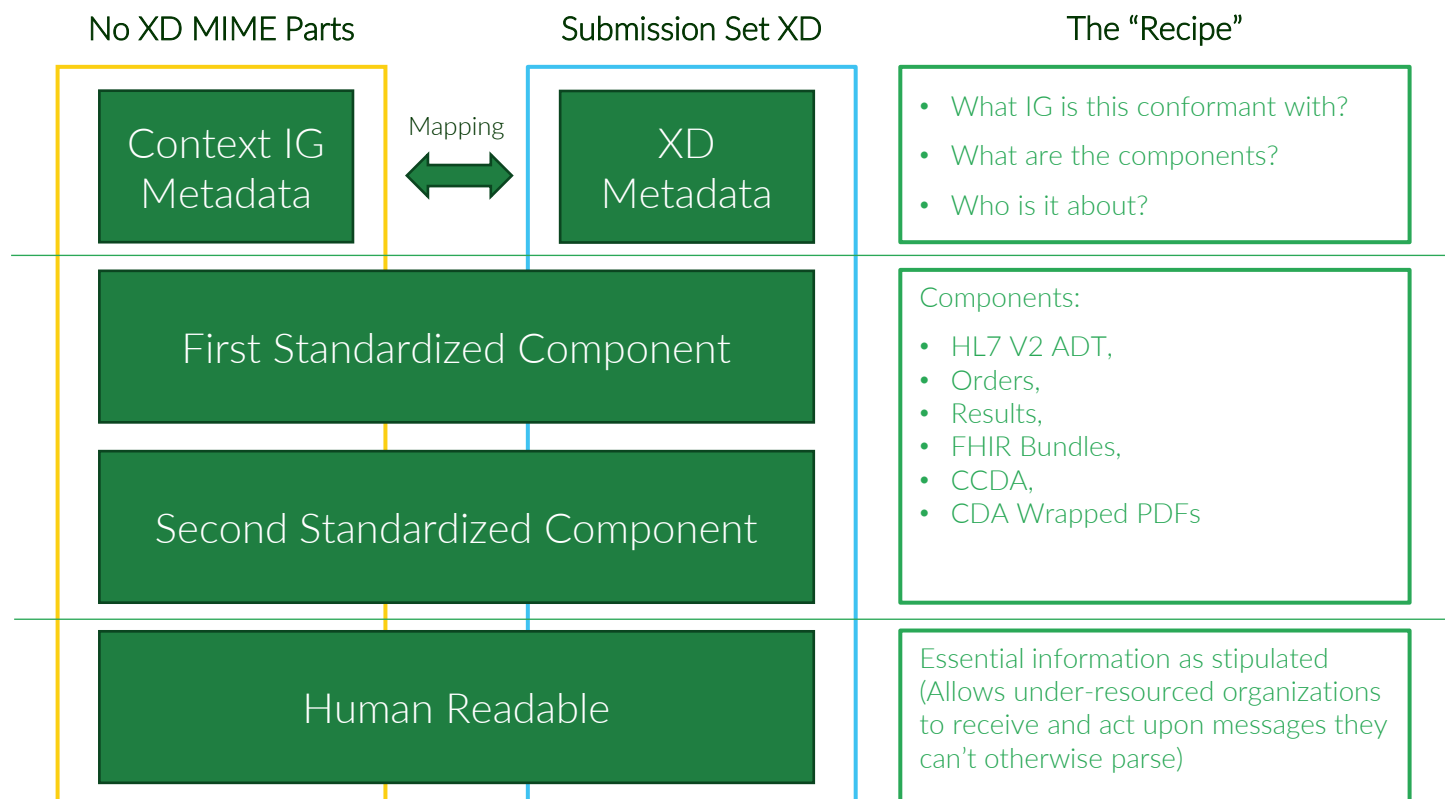 No XD MIME Parts
Submission Set XD
The “Recipe”
Context IG
Metadata
Mapping
XD
Metadata
• What IG is this conformant with?
• What are the components?
• Who is it about?
First Standardized Component
Second Standardized Component
Components:
• HL7 V2 ADT,
• Orders,
• Results,
• FHIR Bundles,
• CCDA,
• CDA Wrapped PDFs
Human Readable
Essential information as stipulated
(Allows under-resourced organizations
to receive and act upon messages they
can’t otherwise parse)